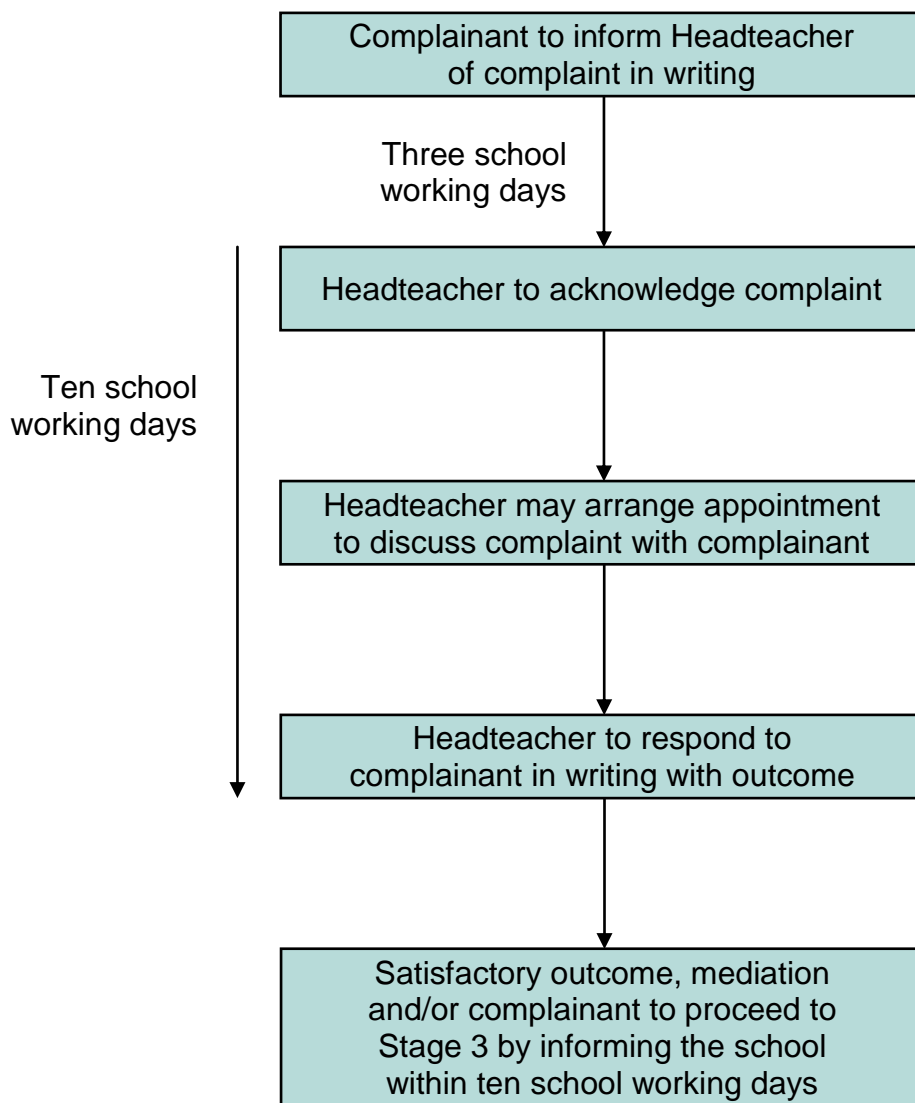 Complainant to inform Headteacher
of complaint in writing
Three school
working days
Headteacher to acknowledge complaint
Ten school
working days
Headteacher may arrange appointment
to discuss complaint with complainant
Headteacher to respond to
complainant in writing with outcome
Satisfactory outcome, mediation
and/or complainant to proceed to
Stage 3 by informing the school
within ten school working days